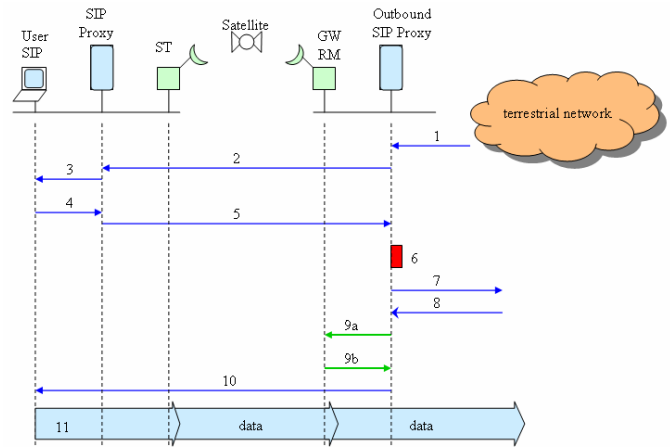 User
SIP
SIP
Proxy
ST
Satellite
GW
RM
Outbound
SIP Proxy
terrestrial network
1
2
3
4
5
6
7
8
9a
9b
10
11
data
data